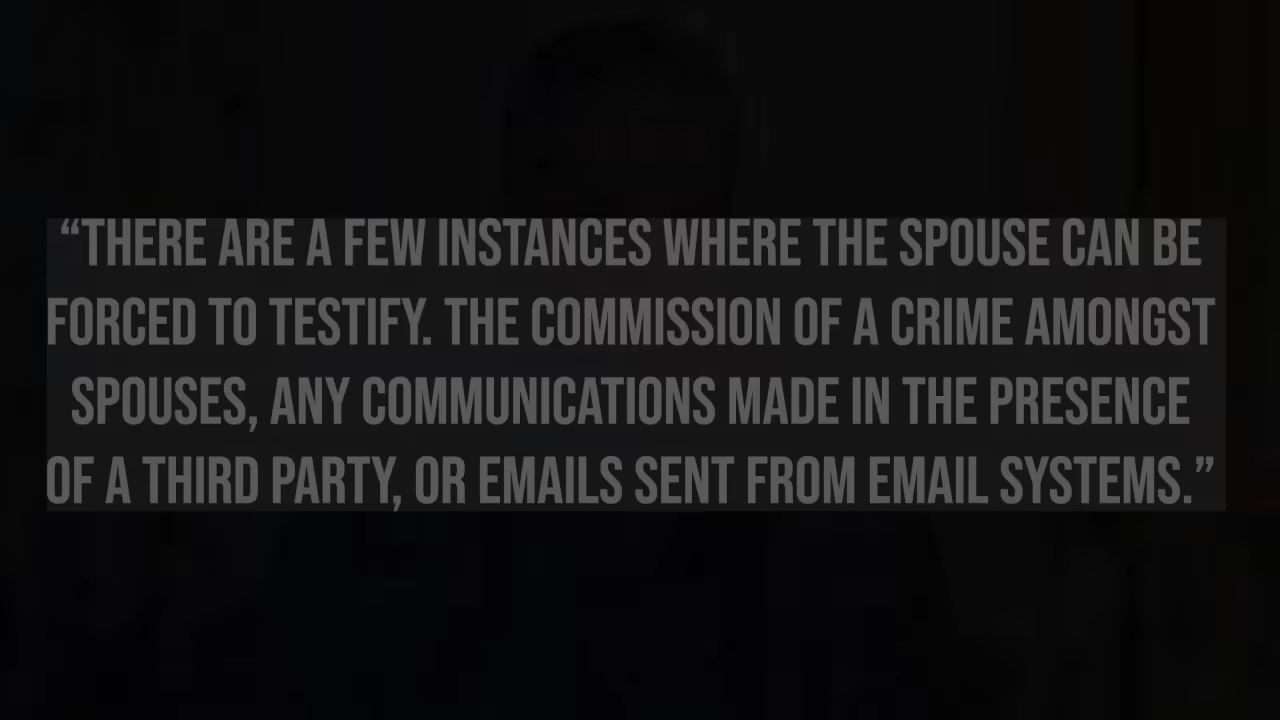 “THERE ARE A FEW INSTANCES WHERE THE SPOUSE CAN BE
FORCED TO TESTIFY. THE COMMISSION OF A CRIME AMONGST
SPOUSES, ANY COMMUNICATIONS MADE IN THE PRESENCE
OF A THIRD PARTY, OR EMAILS SENT FROM EMAIL SYSTEMS.”